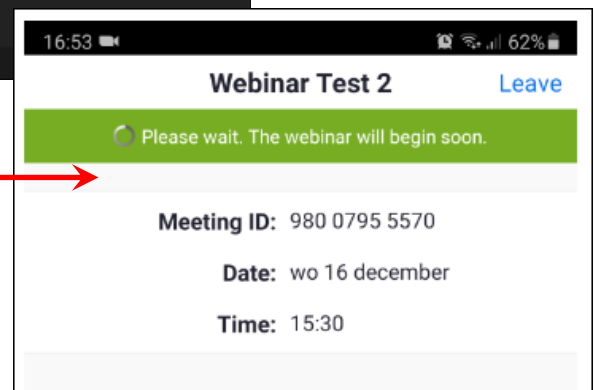 16:53 62%
Webinar Test 2 Leave
Please wait. The webinar will begin soon.
Meeting ID: 980 0795 5570
Date: wo 16 december
Time: 15:30